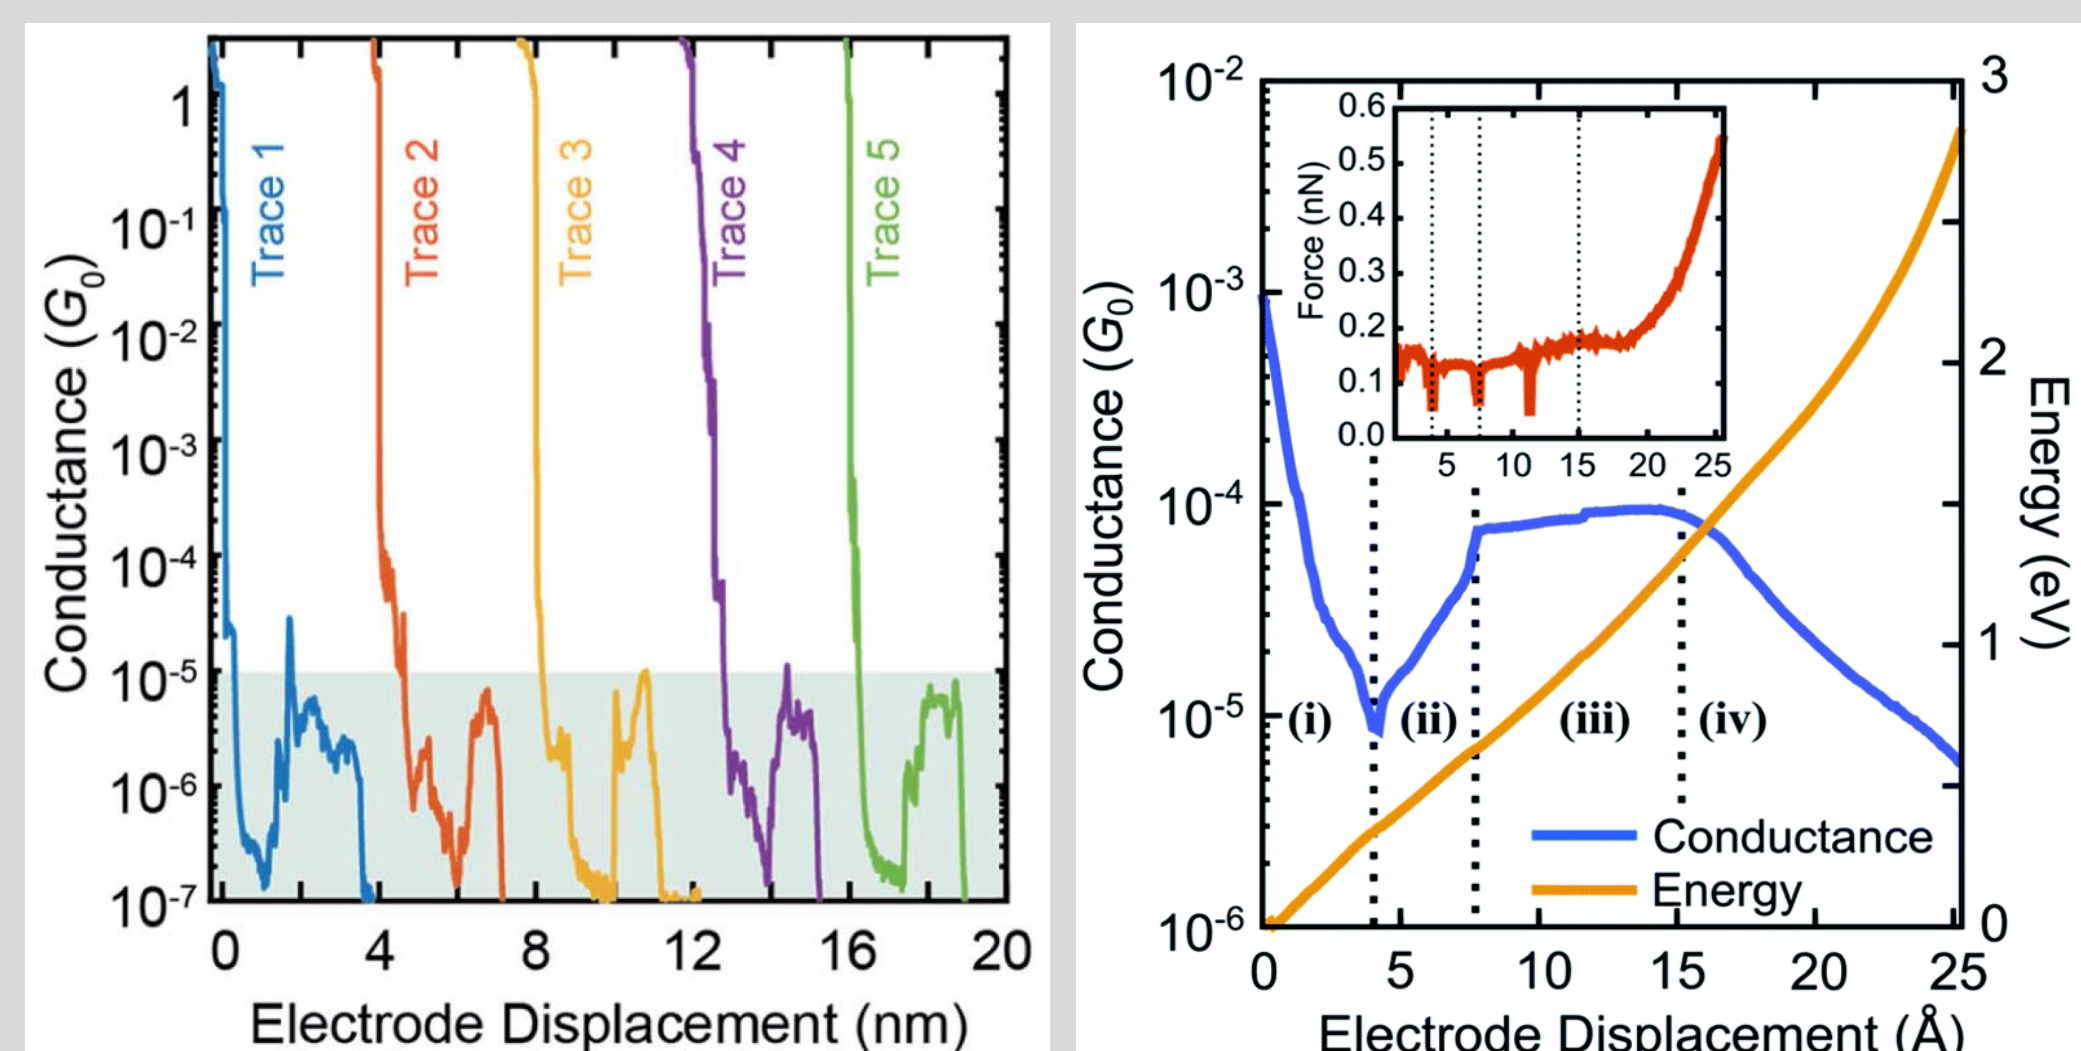 Conductance (G0)
1
10-1
10-2
10-3
10-4
10-5
10-6
10-7
Trace 1
Trace 2
Trace 3
Trace 4
Trace 5
0 4 8 12 16 20
Electrode Displacement (nm)
Conductance (G0)
10-2
10-3
10-4
10-5
10-6
Force (nN)
0.6
0.5
0.4
0.3
0.2
0.1
0.0
5 10 15 20 25
3
2
1
0
Energy (eV)
(i) (ii) (iii) (iv)
Conductance
Energy
0 5 10 15 20 25
Electrode Displacement (Å)